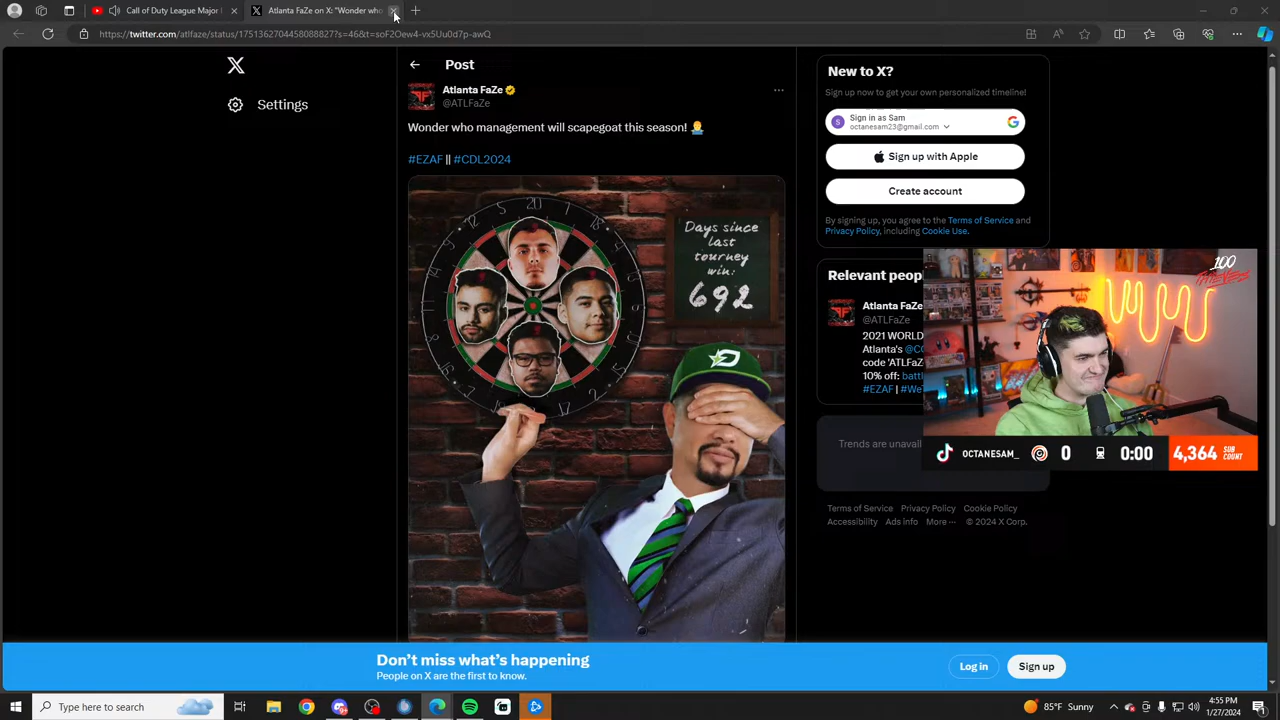 Call of Duty League Major
Atlanta FaZe on X: "Wonder who
https://twitter.com/atlfaze/status/1751362704458088827?s=46&t=soF2Oew4-vx5Uu0d7p-awQ
Settings
Post
Atlanta FaZe
@ATLFaZe
Wonder who management will scapegoat this season!
#EZAF || #CDL2024
Days since
last
tourney
win:
692
New to X?
Sign up now to get your own personalized timeline!
S
Sign in as Sam
octanesam23@gmail.com
Sign up with Apple
Create account
By signing up, you agree to the Terms of Service and
Privacy Policy, including Cookie Use.
Relevant peop
Atlanta FaZe
@ATLFaZe
2021 WORLD
Atlanta's @CO
code 'ATLFaZ
10% off: battl
#EZAF | #We
Trends are unavail
100
OCTANESAM_
0
0:00
4,364 SUB
COUNT
Terms of Service Privacy Policy Cookie Policy
Accessibility Ads info More ··· © 2024 X Corp.
Don't miss what's happening
People on X are the first to know.
Log in
Sign up
Type here to search
85°F Sunny
4:55 PM
1/27/2024